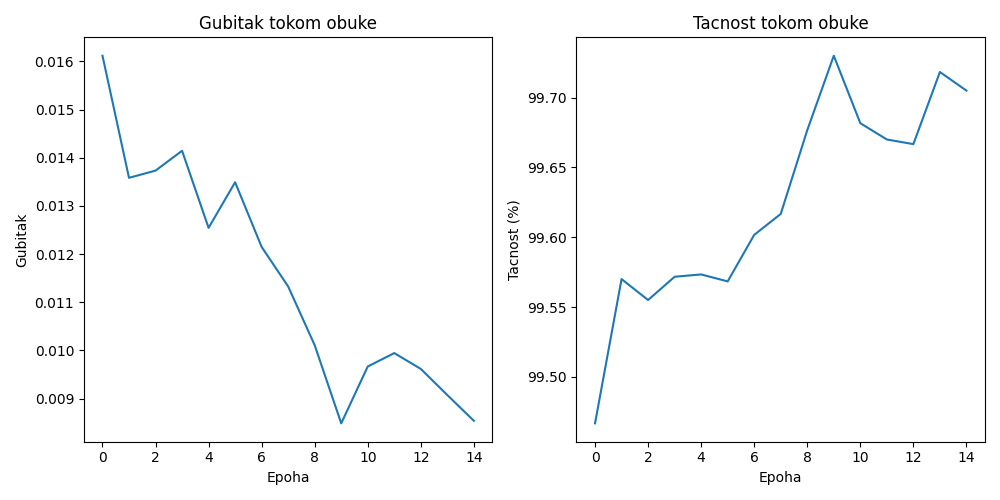 Gubitak tokom obuke
0.016
0.015
0.014
0.013
0.012
0.011
0.010
0.009
Gubitak
0 2 4 6 8 10 12 14
Epoha
Tacnost tokom obuke
99.70
99.65
99.60
99.55
99.50
Tacnost (%)
0 2 4 6 8 10 12 14
Epoha